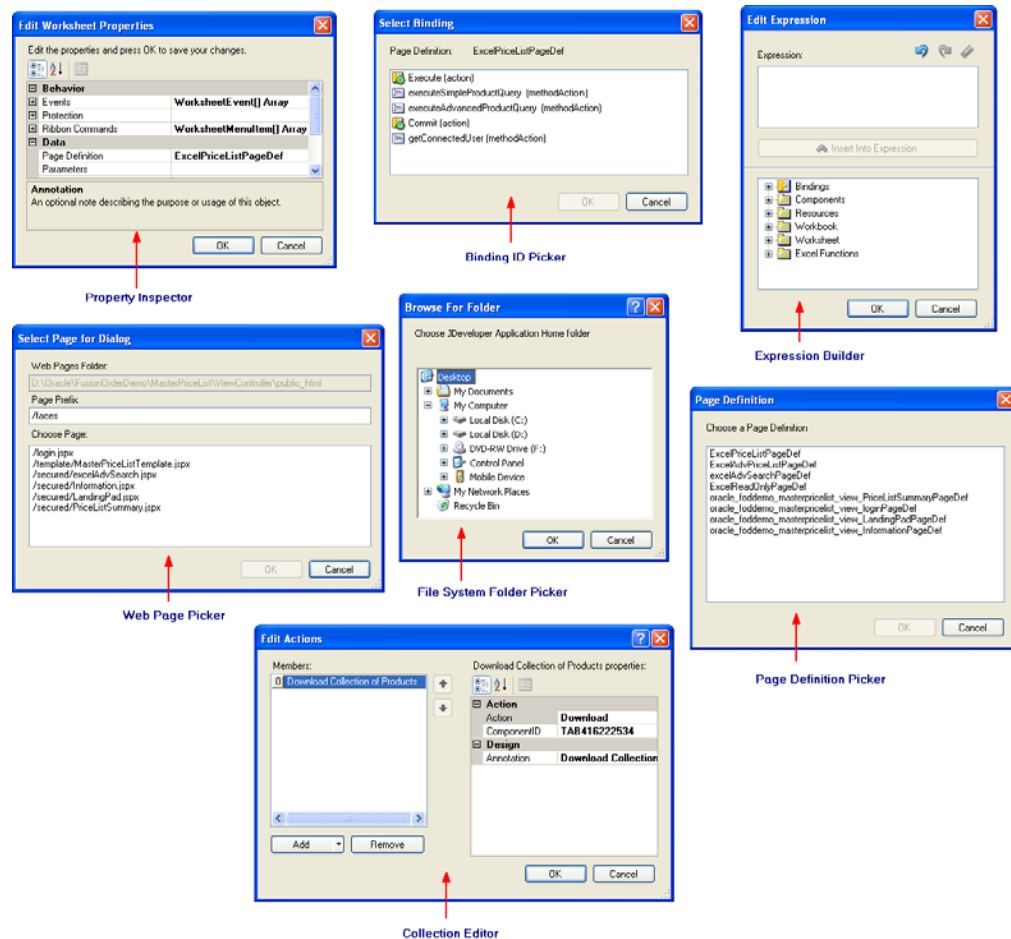 Edit Worksheet Properties
Edit the properties and press OK to save your changes.
Behavior
Events WorksheetEvent[] Array
Protection
Ribbon Commands WorksheetMenuItem[] Array
Data
Page Definition ExcelPriceListPageDef
Parameters
Annotation
An optional note describing the purpose or usage of this object.
OK Cancel
Property Inspector
Select Binding
Page Definition: ExcelPriceListPageDef
Execute (action)
executeSimpleProductQuery (methodAction)
executeAdvancedProductQuery (methodAction)
Commit (action)
getConnectedUser (methodAction)
OK Cancel
Binding ID Picker
Edit Expression
Expression:
Insert Into Expression
Bindings
Components
Resources
Workbook
Worksheet
Excel Functions
OK Cancel
Expression Builder
Select Page for Dialog
Web Pages Folder:
D:\Oracle\FusionOrderDemo\MasterPriceList\ViewController\public_html
Page Prefix:
/faces
Choose Page:
/login.jspx
/template/MasterPriceListTemplate.jspx
/secured/excelAdvSearch.jspx
/secured/Information.jspx
/secured/LandingPad.jspx
/secured/PriceListSummary.jspx
OK Cancel
Web Page Picker
Browse For Folder
Choose JDeveloper Application Home folder
Desktop
My Documents
My Computer
Local Disk (C:)
Local Disk (D:)
DVD-RW Drive (F:)
Control Panel
Mobile Device
My Network Places
Recycle Bin
OK Cancel
File System Folder Picker
Page Definition
Choose a Page Definition
ExcelPriceListPageDef
ExcelAdvPriceListPageDef
excelAdvSearchPageDef
ExcelReadOnlyPageDef
oracle_foddemo_masterpricelist_view_PriceListSummaryPageDef
oracle_foddemo_masterpricelist_view_loginPageDef
oracle_foddemo_masterpricelist_view_LandingPadPageDef
oracle_foddemo_masterpricelist_view_InformationPageDef
OK Cancel
Page Definition Picker
Edit Actions
Members:
0 Download Collection of Products
Add Remove
Download Collection of Products properties:
Action
Action Download
ComponentID TAB416222534
Design
Annotation Download Collection
OK Cancel
Collection Editor